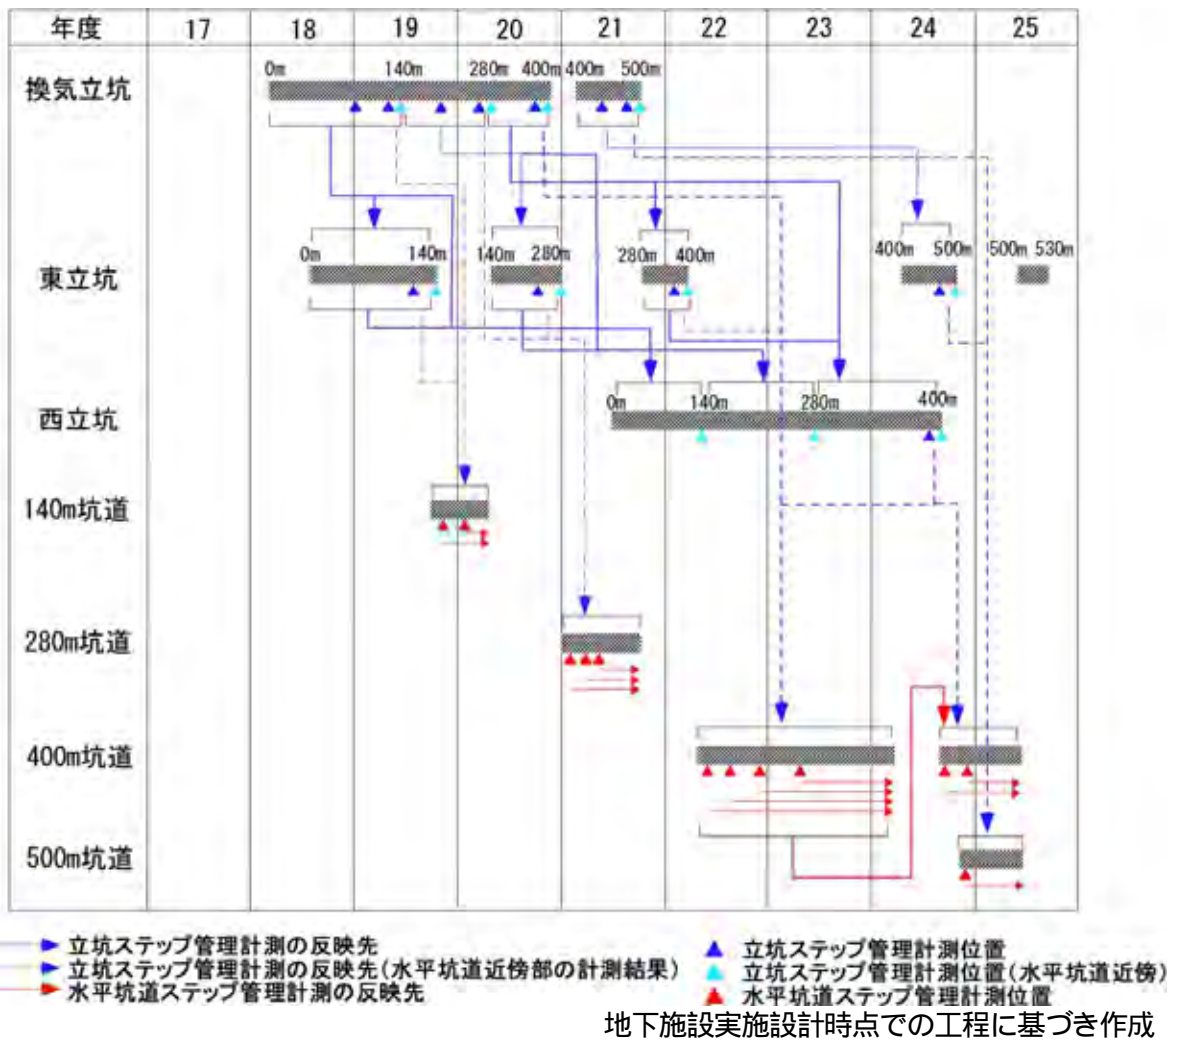 年度 17 18 19 20 21 22 23 24 25
換気立坑 0m 140m 280m 400m 400m 500m
東立坑 0m 140m 140m 280m 280m 400m 400m 500m 500m 530m
西立坑 0m 140m 280m 400m
140m坑道
280m坑道
400m坑道
500m坑道
立坑ステップ管理計測の反映先
立坑ステップ管理計測の反映先(水平坑道近傍部の計測結果)
水平坑道ステップ管理計測の反映先
立坑ステップ管理計測位置
立坑ステップ管理計測位置(水平坑道近傍)
水平坑道ステップ管理計測位置
地下施設実施設計時点での工程に基づき作成